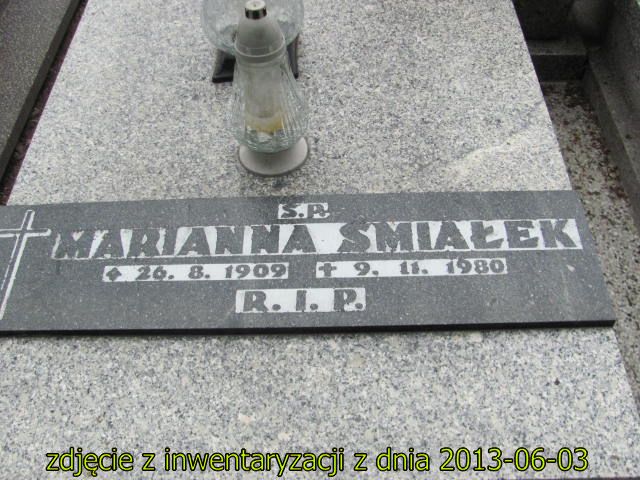 Ś.P.
MARIANNA ŚMIAŁEK
26. 8. 1909 ✝ 9. 11. 1980
R. I. P.
zdjęcie z inwentaryzacji z dnia 2013-06-03